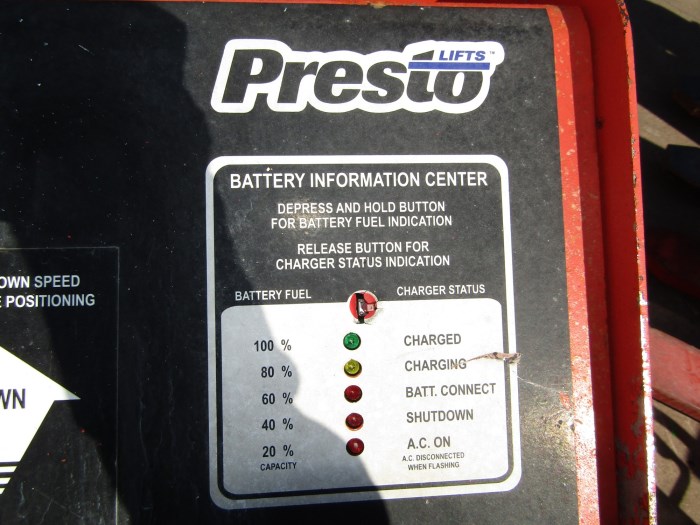 Presto
LIFTS™
BATTERY INFORMATION CENTER
DEPRESS AND HOLD BUTTON
FOR BATTERY FUEL INDICATION
RELEASE BUTTON FOR
CHARGER STATUS INDICATION
BATTERY FUEL CHARGER STATUS
100 % CHARGED
80 % CHARGING
60 % BATT. CONNECT
40 % SHUTDOWN
20 % A.C. ON
CAPACITY A.C. DISCONNECTED
WHEN FLASHING
OWN SPEED
E POSITIONING
WN